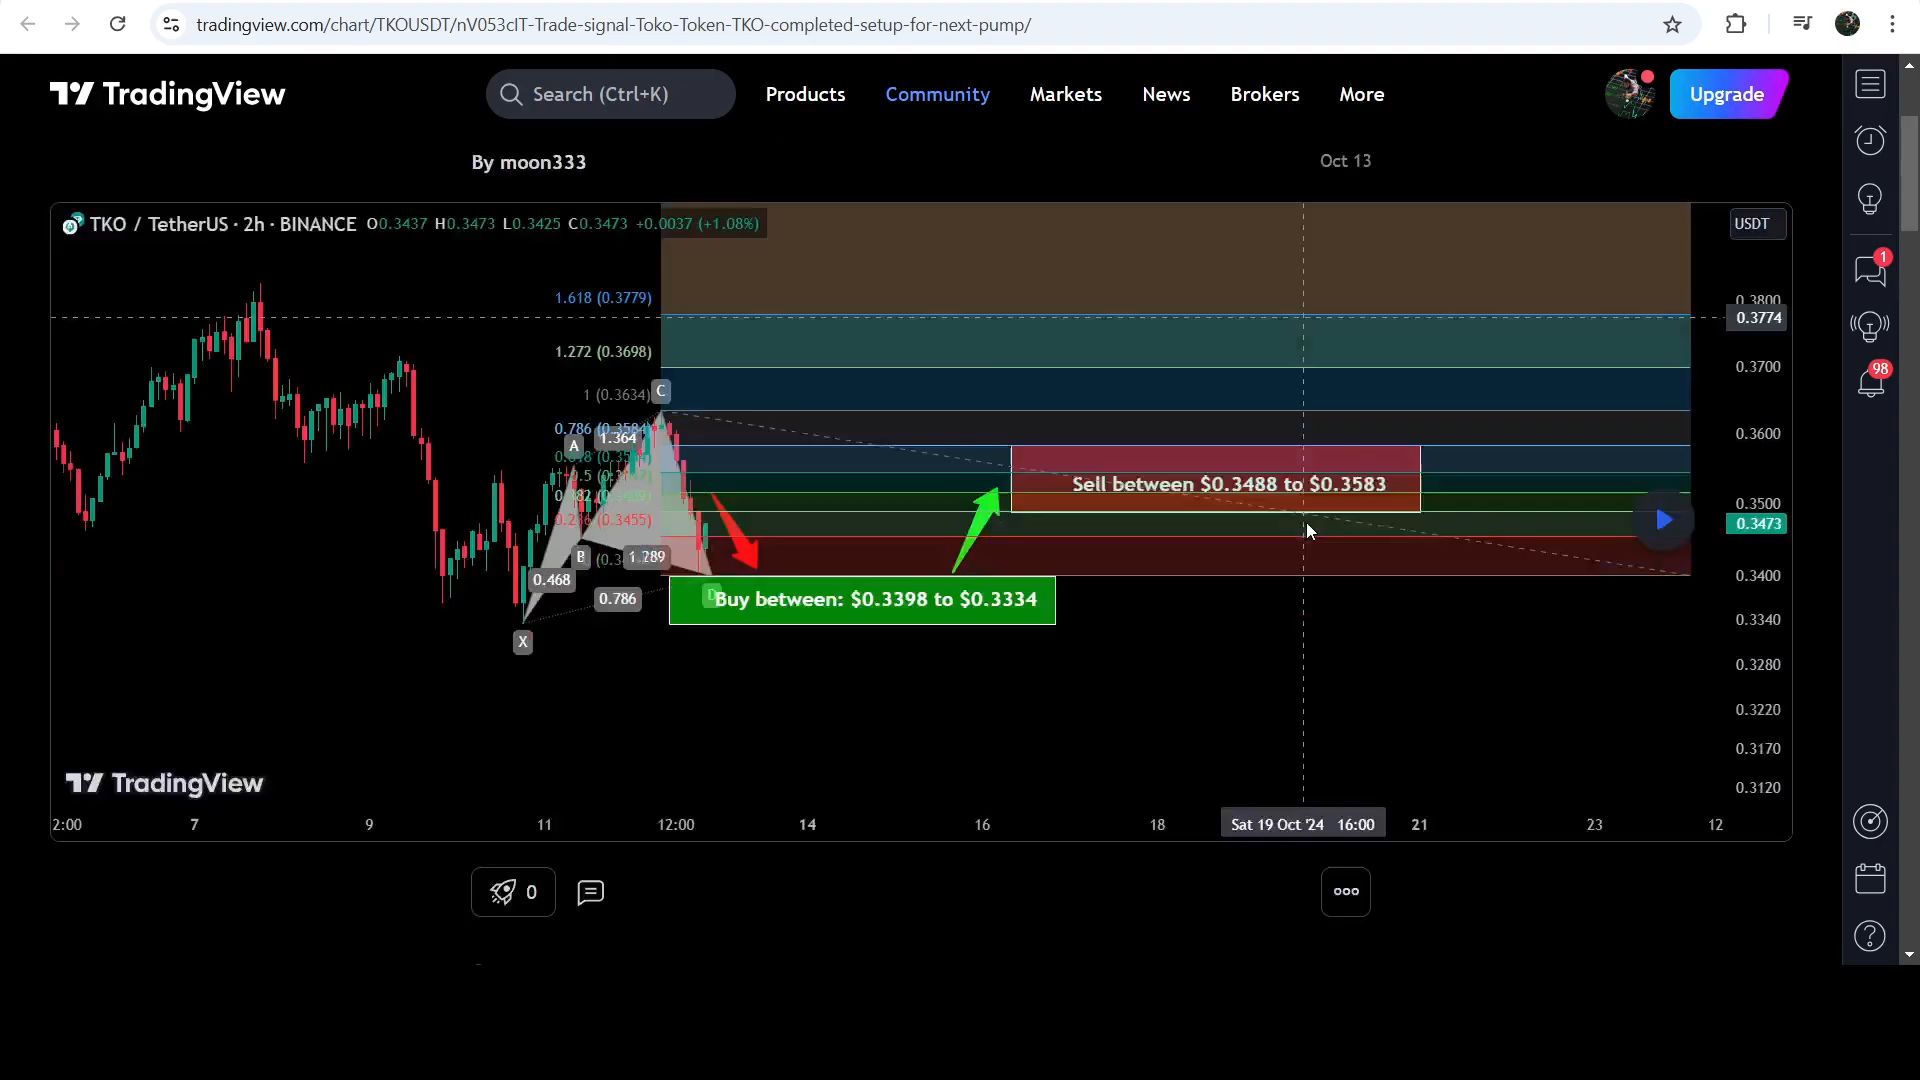 tradingview.com/chart/TKOUSDT/nV053cIT-Trade-signal-Toko-Token-TKO-completed-setup-for-next-pump/
TradingView
Search (Ctrl+K)
Products
Community
Markets
News
Brokers
More
Upgrade
By moon333
Oct 13
TKO / TetherUS · 2h · BINANCE O0.3437 H0.3473 L0.3425 C0.3473 +0.0037 (+1.08%)
USDT
1
1.618 (0.3779)
0.3800
0.3774
1.272 (0.3698)
0.3700
98
1 (0.3634)
C
0.786 (0.3584)
1.364
0.3600
A
Sell between $0.3488 to $0.3583
0.3500
(0.3455)
0.3473
B
1.289
0.468
0.3400
0.786
D
Buy between: $0.3398 to $0.3334
0.3340
X
0.3280
0.3220
0.3170
TradingView
0.3120
2:00
7
9
11
12:00
14
16
18
Sat 19 Oct '24 16:00
21
23
12
0